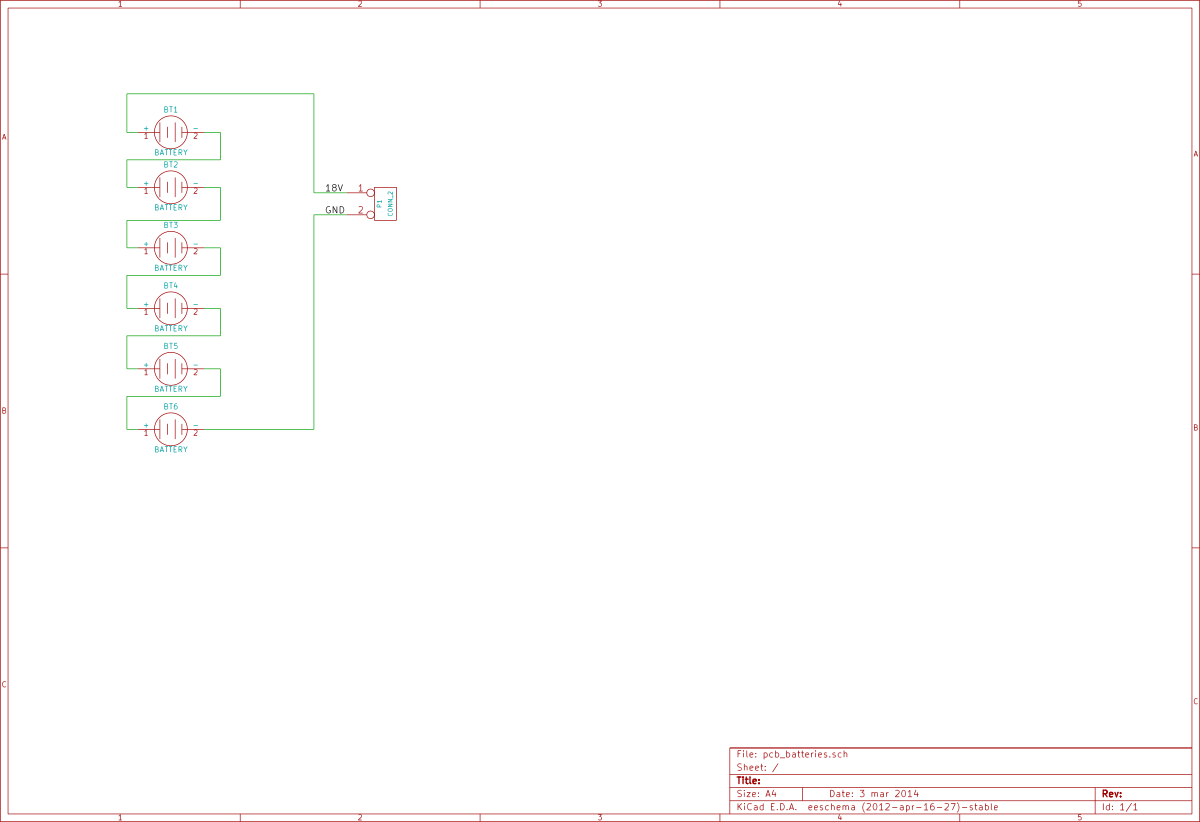 1 2 3 4 5
A
A
BT1
+ −
1 2
BATTERY
BT2
+ −
1 2
BATTERY
18V 1
GND 2
P1
CONN_2
BT3
+ −
1 2
BATTERY
BT4
+ −
1 2
BATTERY
BT5
+ −
1 2
BATTERY
B
B
BT6
+ −
1 2
BATTERY
C
C
File: pcb_batteries.sch
Sheet: /
Title:
Size: A4 Date: 3 mar 2014 Rev:
KiCad E.D.A. eeschema (2012-apr-16-27)-stable Id: 1/1
1 2 3 4 5